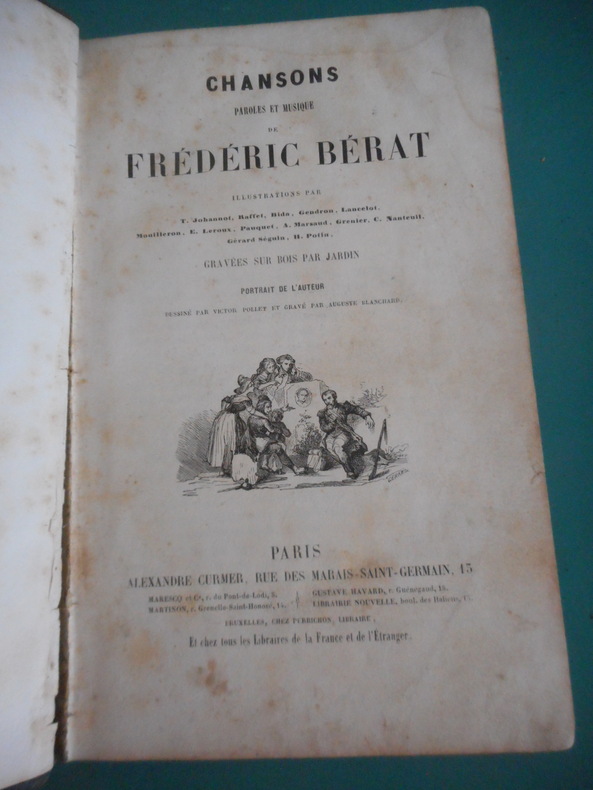 CHANSONS
PAROLES ET MUSIQUE
DE
FRÉDÉRIC BÉRAT
ILLUSTRATIONS PAR
T. Johannot, Raffet, Bida, Gendron, Lancelot,
Mouilleron, E. Leroux, Pauquet, A. Marsaud, Grenier, C. Nanteuil,
Gérard Séguin, H. Potin,
GRAVÉES SUR BOIS PAR JARDIN
PORTRAIT DE L'AUTEUR
DESSINÉ PAR VICTOR POLLET ET GRAVÉ PAR AUGUSTE BLANCHARD.
PARIS
ALEXANDRE CURMER, RUE DES MARAIS-SAINT-GERMAIN, 15
MARESCQ et Cie, r. du Pont-de-Lodi, 5.
GUSTAVE HAVARD, r. Guénégaud, 15.
MARTINON, r. Grenelle-Saint-Honoré, 14.
LIBRAIRIE NOUVELLE, boul. des Italiens,
BRUXELLES, CHEZ PERRICHON, LIBRAIRE;
Et chez tous les Libraires de la France et de l'Étranger.